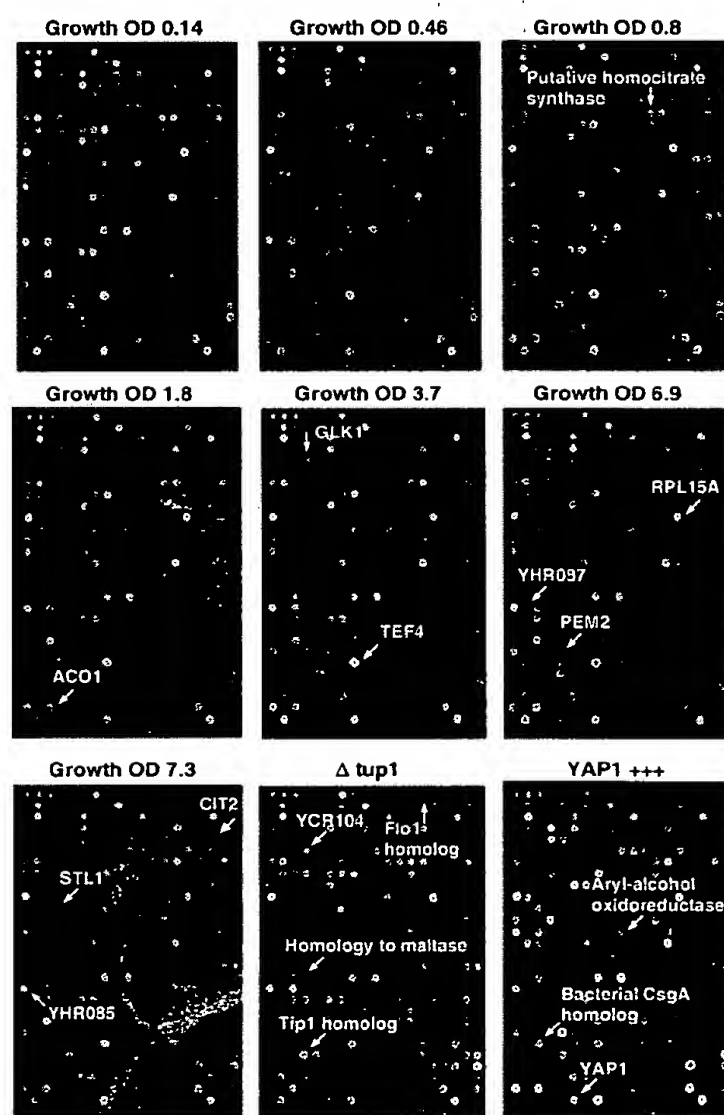 Growth OD 0.14
Growth OD 0.46
Growth OD 0.8
Putative homocitrate
synthase
Growth OD 1.8
Growth OD 3.7
Growth OD 6.9
ACO1
GLK1
TEF4
RPL15A
YHR097
PEM2
Growth OD 7.3
Δ tup1
YAP1 +++
CIT2
STL1
YHR085
YCR104
Flo1
homolog
Homology to maltase
Tip1 homolog
Aryl-alcohol
oxidoreductase
Bacterial CsgA
homolog
YAP1